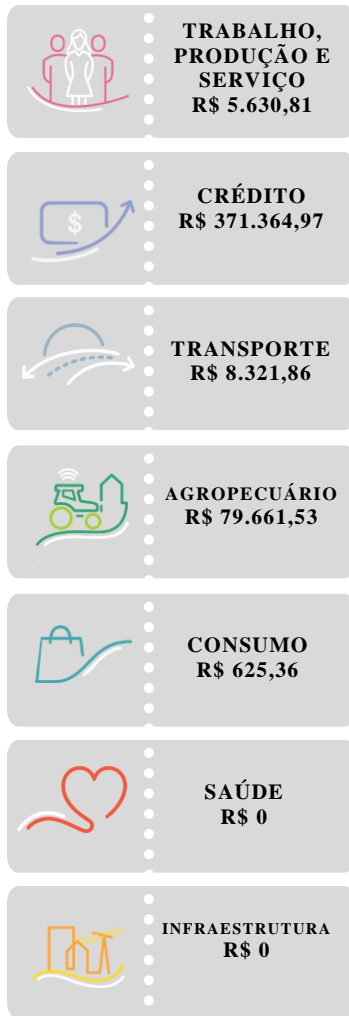 TRABALHO,
PRODUÇÃO E
SERVIÇO
R$ 5.630,81
$
CRÉDITO
R$ 371.364,97
TRANSPORTE
R$ 8.321,86
AGROPECUÁRIO
R$ 79.661,53
CONSUMO
R$ 625,36
SAÚDE
R$ 0
INFRAESTRUTURA
R$ 0